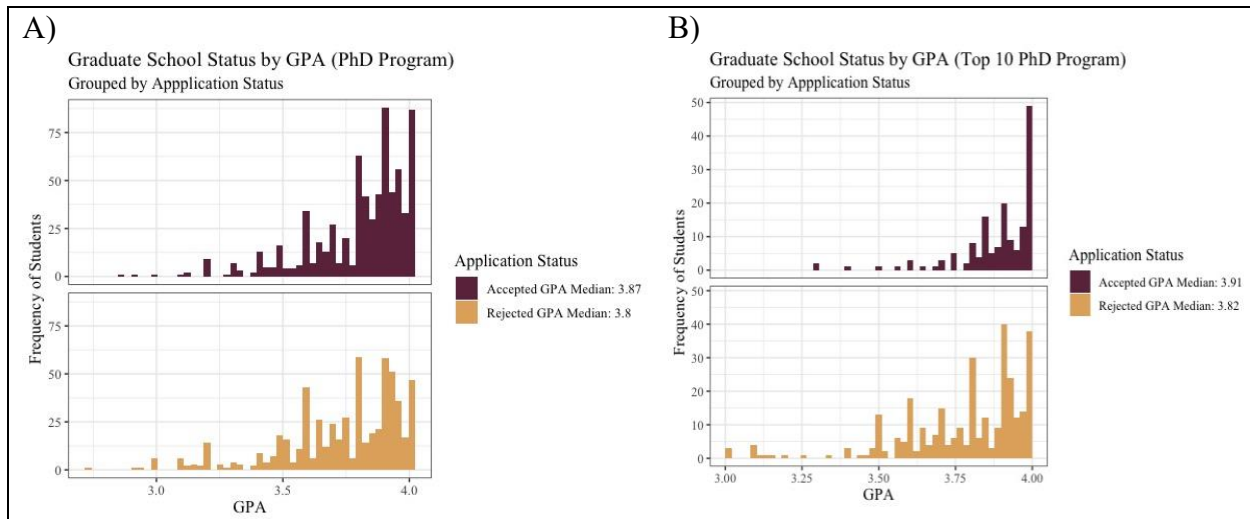 A)
Graduate School Status by GPA (PhD Program)
Grouped by Appplication Status
75
50
25
0
75
50
25
0
Frequency of Students
3.0
3.5
4.0
GPA
Application Status
Accepted GPA Median: 3.87
Rejected GPA Median: 3.8
B)
Graduate School Status by GPA (Top 10 PhD Program)
Grouped by Appplication Status
50
40
30
20
10
0
50
40
30
20
10
0
Frequency of Students
3.00
3.25
3.50
3.75
4.00
GPA
Application Status
Accepted GPA Median: 3.91
Rejected GPA Median: 3.82